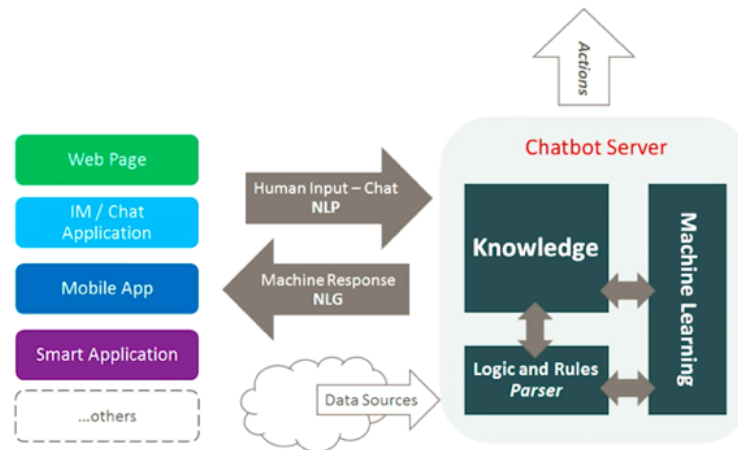 Actions
Chatbot Server
Web Page
IM / Chat
Application
Mobile App
Smart Application
...others
Human Input – Chat
NLP
Machine Response
NLG
Data Sources
Knowledge
Logic and Rules
Parser
Machine Learning